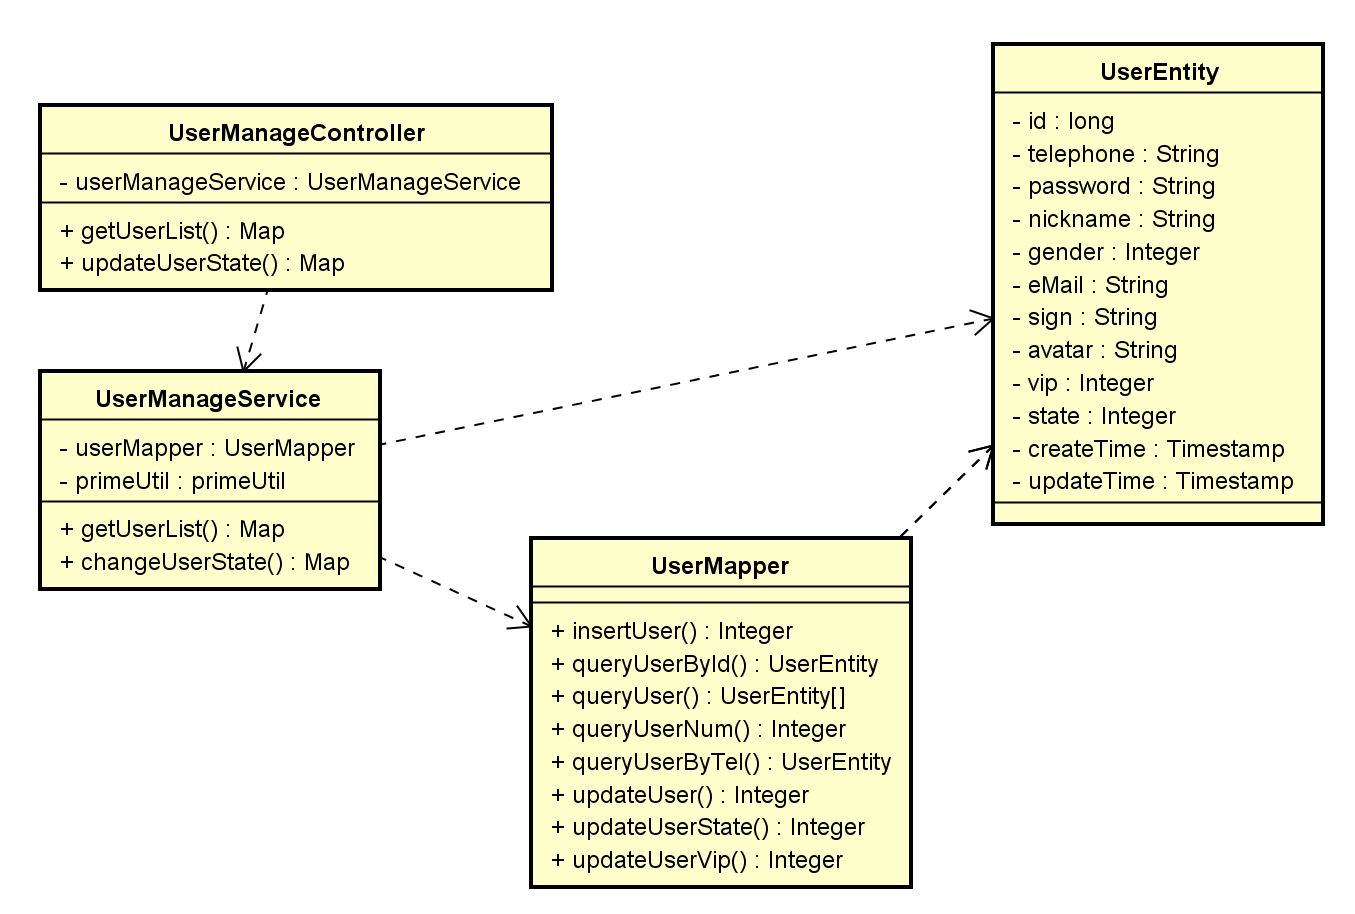 UserManageController
- userManageService : UserManageService
+ getUserList() : Map
+ updateUserState() : Map
UserManageService
- userMapper : UserMapper
- primeUtil : primeUtil
+ getUserList() : Map
+ changeUserState() : Map
UserMapper
+ insertUser() : Integer
+ queryUserById() : UserEntity
+ queryUser() : UserEntity[]
+ queryUserNum() : Integer
+ queryUserByTel() : UserEntity
+ updateUser() : Integer
+ updateUserState() : Integer
+ updateUserVip() : Integer
UserEntity
- id : long
- telephone : String
- password : String
- nickname : String
- gender : Integer
- eMail : String
- sign : String
- avatar : String
- vip : Integer
- state : Integer
- createTime : Timestamp
- updateTime : Timestamp